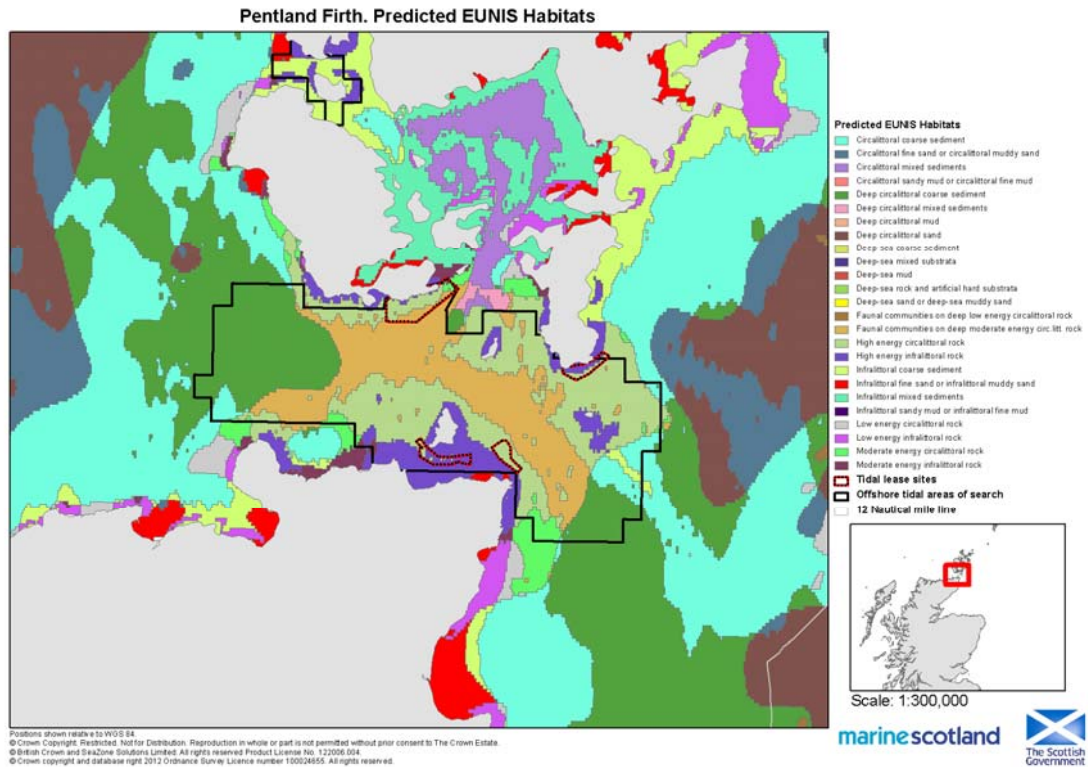 Pentland Firth. Predicted EUNIS Habitats
Predicted EUNIS Habitats
Circalittoral coarse sediment
Circalittoral fine sand or circalittoral muddy sand
Circalittoral mixed sediments
Circalittoral sandy mud or circalittoral fine mud
Deep circalittoral coarse sediment
Deep circalittoral mixed sediments
Deep circalittoral mud
Deep circalittoral sand
Deep-sea coarse sediment
Deep-sea mixed substrata
Deep-sea mud
Deep-sea rock and artificial hard substrata
Deep-sea sand or deep-sea muddy sand
Faunal communities on deep low energy circalittoral rock
Faunal communities on deep moderate energy circ.litt. rock
High energy circalittoral rock
High energy infralittoral rock
Infralittoral coarse sediment
Infralittoral fine sand or infralittoral muddy sand
Infralittoral mixed sediments
Infralittoral sandy mud or infralittoral fine mud
Low energy circalittoral rock
Low energy infralittoral rock
Moderate energy circalittoral rock
Moderate energy infralittoral rock
Tidal lease sites
Offshore tidal areas of search
12 Nautical mile line
Scale: 1:300,000
marinescotland
The Scottish
Government
Positions shown relative to WGS 84.
© Crown Copyright. Restricted. Not for Distribution. Reproduction in whole or part is not permitted without prior consent to The Crown Estate.
© British Crown and SeaZone Solutions Limited. All rights reserved Product License No. 122006.004.
© Crown copyright and database right 2012 Ordnance Survey Licence number 100024655. All rights reserved.